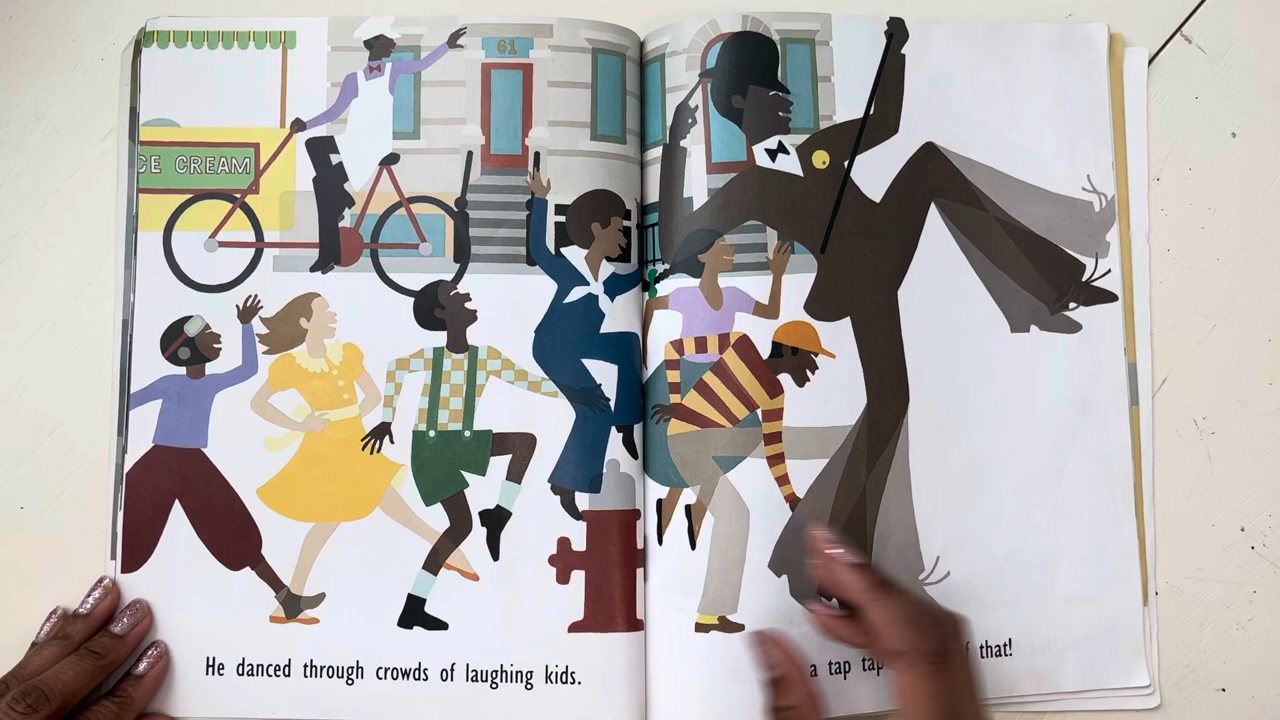 61
CE CREAM
He danced through crowds of laughing kids.
a tap tap
that!